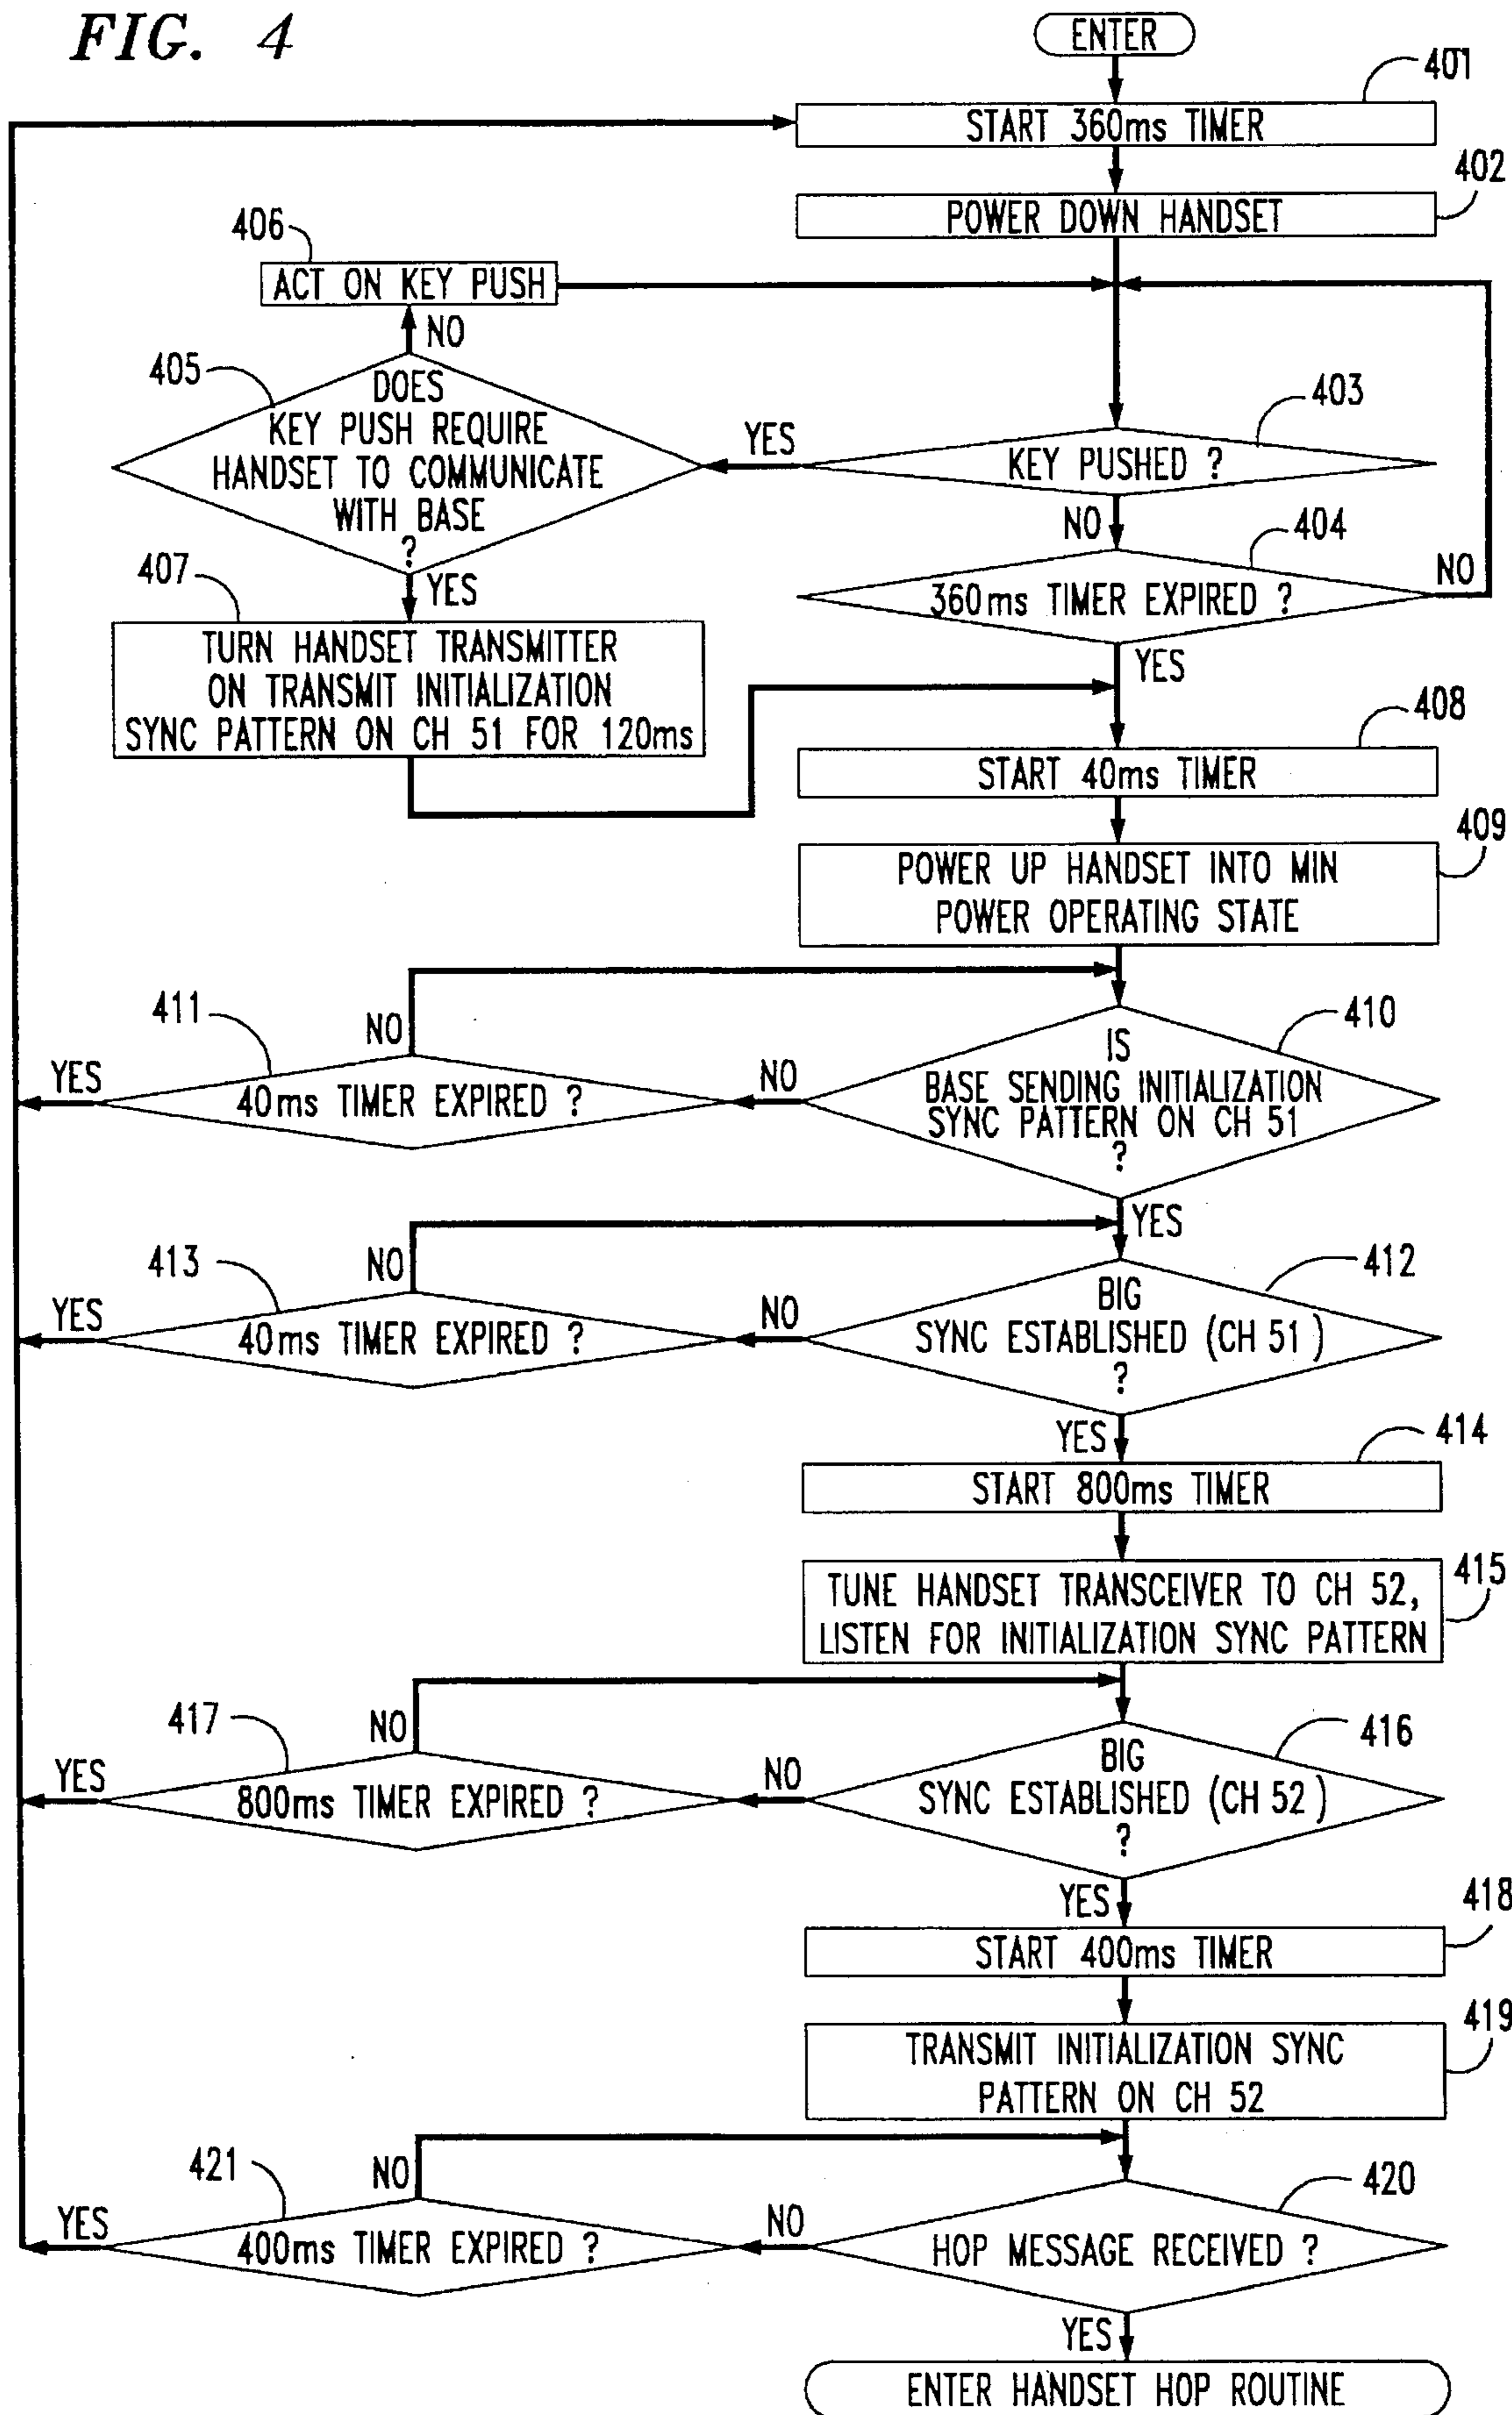 FIG. 4
ENTER
401
START 360ms TIMER
402
POWER DOWN HANDSET
406
ACT ON KEY PUSH
NO
405
DOES
KEY PUSH REQUIRE
HANDSET TO COMMUNICATE
WITH BASE
?
YES
403
KEY PUSHED ?
NO
404
360ms TIMER EXPIRED ?
NO
YES
407
YES
TURN HANDSET TRANSMITTER
ON TRANSMIT INITIALIZATION
SYNC PATTERN ON CH 51 FOR 120ms
408
START 40ms TIMER
409
POWER UP HANDSET INTO MIN
POWER OPERATING STATE
411
NO
YES
40ms TIMER EXPIRED ?
NO
410
IS
BASE SENDING INITIALIZATION
SYNC PATTERN ON CH 51
?
YES
413
NO
YES
40ms TIMER EXPIRED ?
NO
412
BIG
SYNC ESTABLISHED (CH 51)
?
YES
414
START 800ms TIMER
415
TUNE HANDSET TRANSCEIVER TO CH 52,
LISTEN FOR INITIALIZATION SYNC PATTERN
417
NO
YES
800ms TIMER EXPIRED ?
NO
416
BIG
SYNC ESTABLISHED (CH 52)
?
YES
418
START 400ms TIMER
419
TRANSMIT INITIALIZATION SYNC
PATTERN ON CH 52
421
NO
YES
400ms TIMER EXPIRED ?
NO
420
HOP MESSAGE RECEIVED ?
YES
ENTER HANDSET HOP ROUTINE